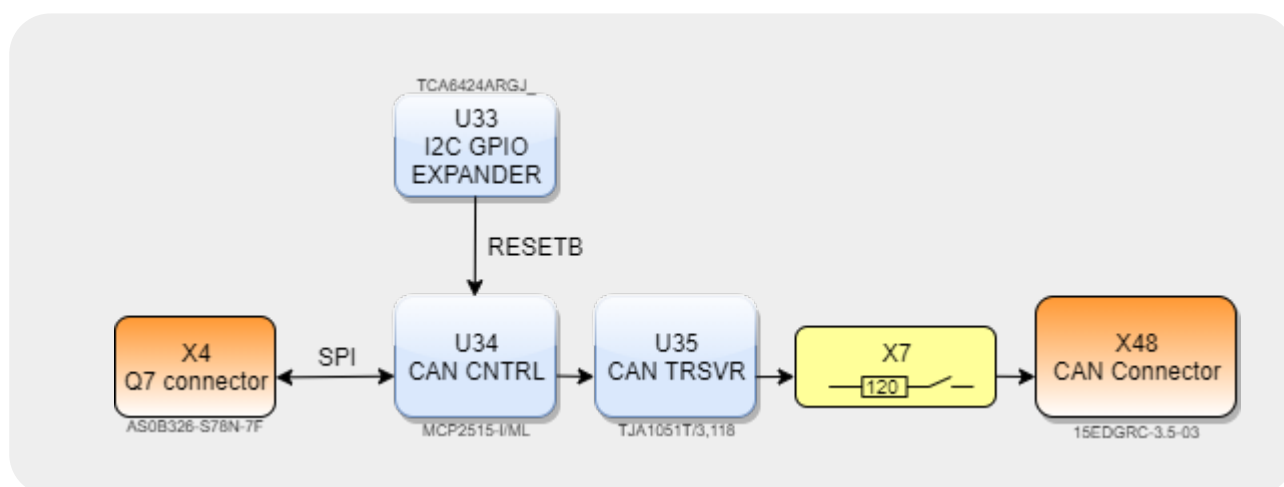 TCA6424ARGJ_
U33
I2C GPIO
EXPANDER
RESETB
X4
Q7 connector
AS0B326-S78N-7F
SPI
U34
CAN CNTRL
MCP2515-I/ML
U35
CAN TRSVR
TJA1051T/3,118
X7
120
X48
CAN Connector
15EDGRC-3.5-03